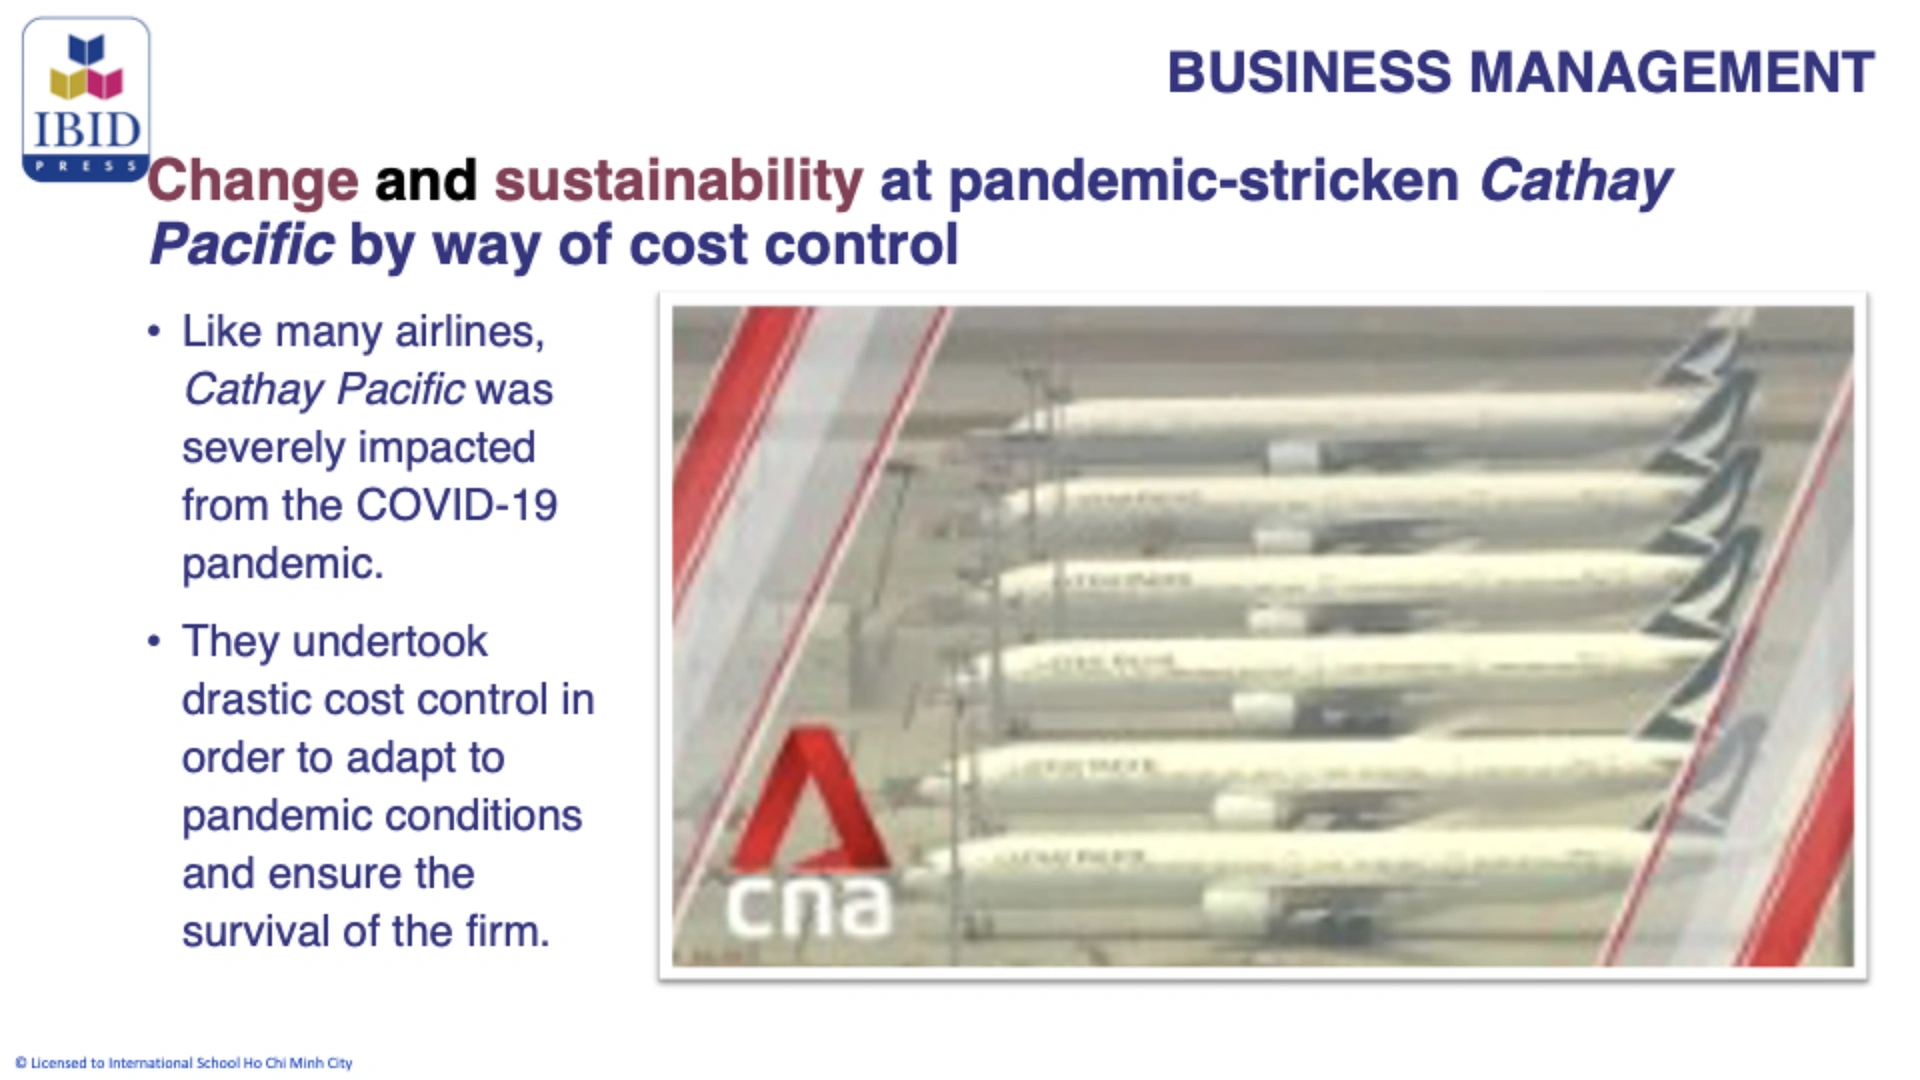 IBID
PRESS
BUSINESS MANAGEMENT
Change and sustainability at pandemic-stricken Cathay
Pacific by way of cost control
• Like many airlines,
Cathay Pacific was
severely impacted
from the COVID-19
pandemic.
• They undertook
drastic cost control in
order to adapt to
pandemic conditions
and ensure the
survival of the firm.
cna
© Licensed to International School Ho Chi Minh City